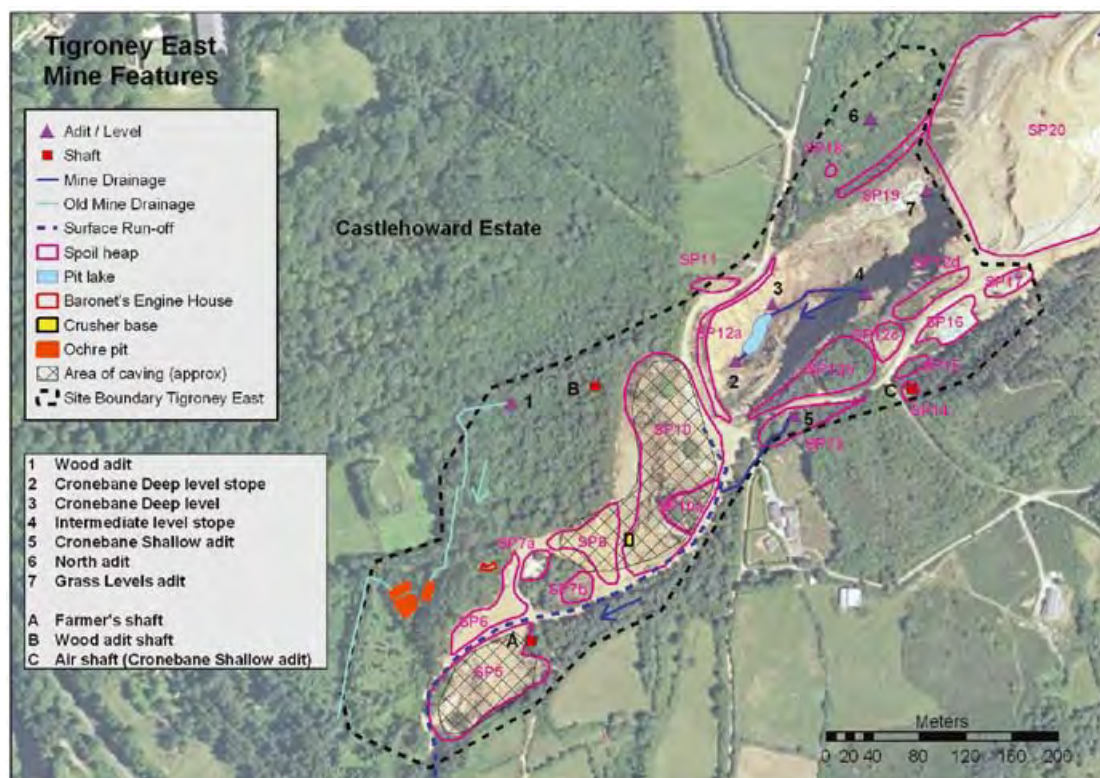 Tigroney East
Mine Features
Adit / Level
Shaft
Mine Drainage
Old Mine Drainage
Surface Run-off
Spoil heap
Pit lake
Baronet's Engine House
Crusher base
Ochre pit
Area of caving (approx)
Site Boundary Tigroney East
1 Wood adit
2 Cronebane Deep level stope
3 Cronebane Deep level
4 Intermediate level stope
5 Cronebane Shallow adit
6 North adit
7 Grass Levels adit
A Farmer's shaft
B Wood adit shaft
C Air shaft (Cronebane Shallow adit)
Castlehoward Estate
6
SP18
SP19
7
SP20
SP11
3
4
SP12d
SP17
SP12a
SP16
2
B
1
C
SP14
5
SP10
SP8
SP7a
SP7b
SP6
A
SP5
Meters
0 20 40 80 120 160 200